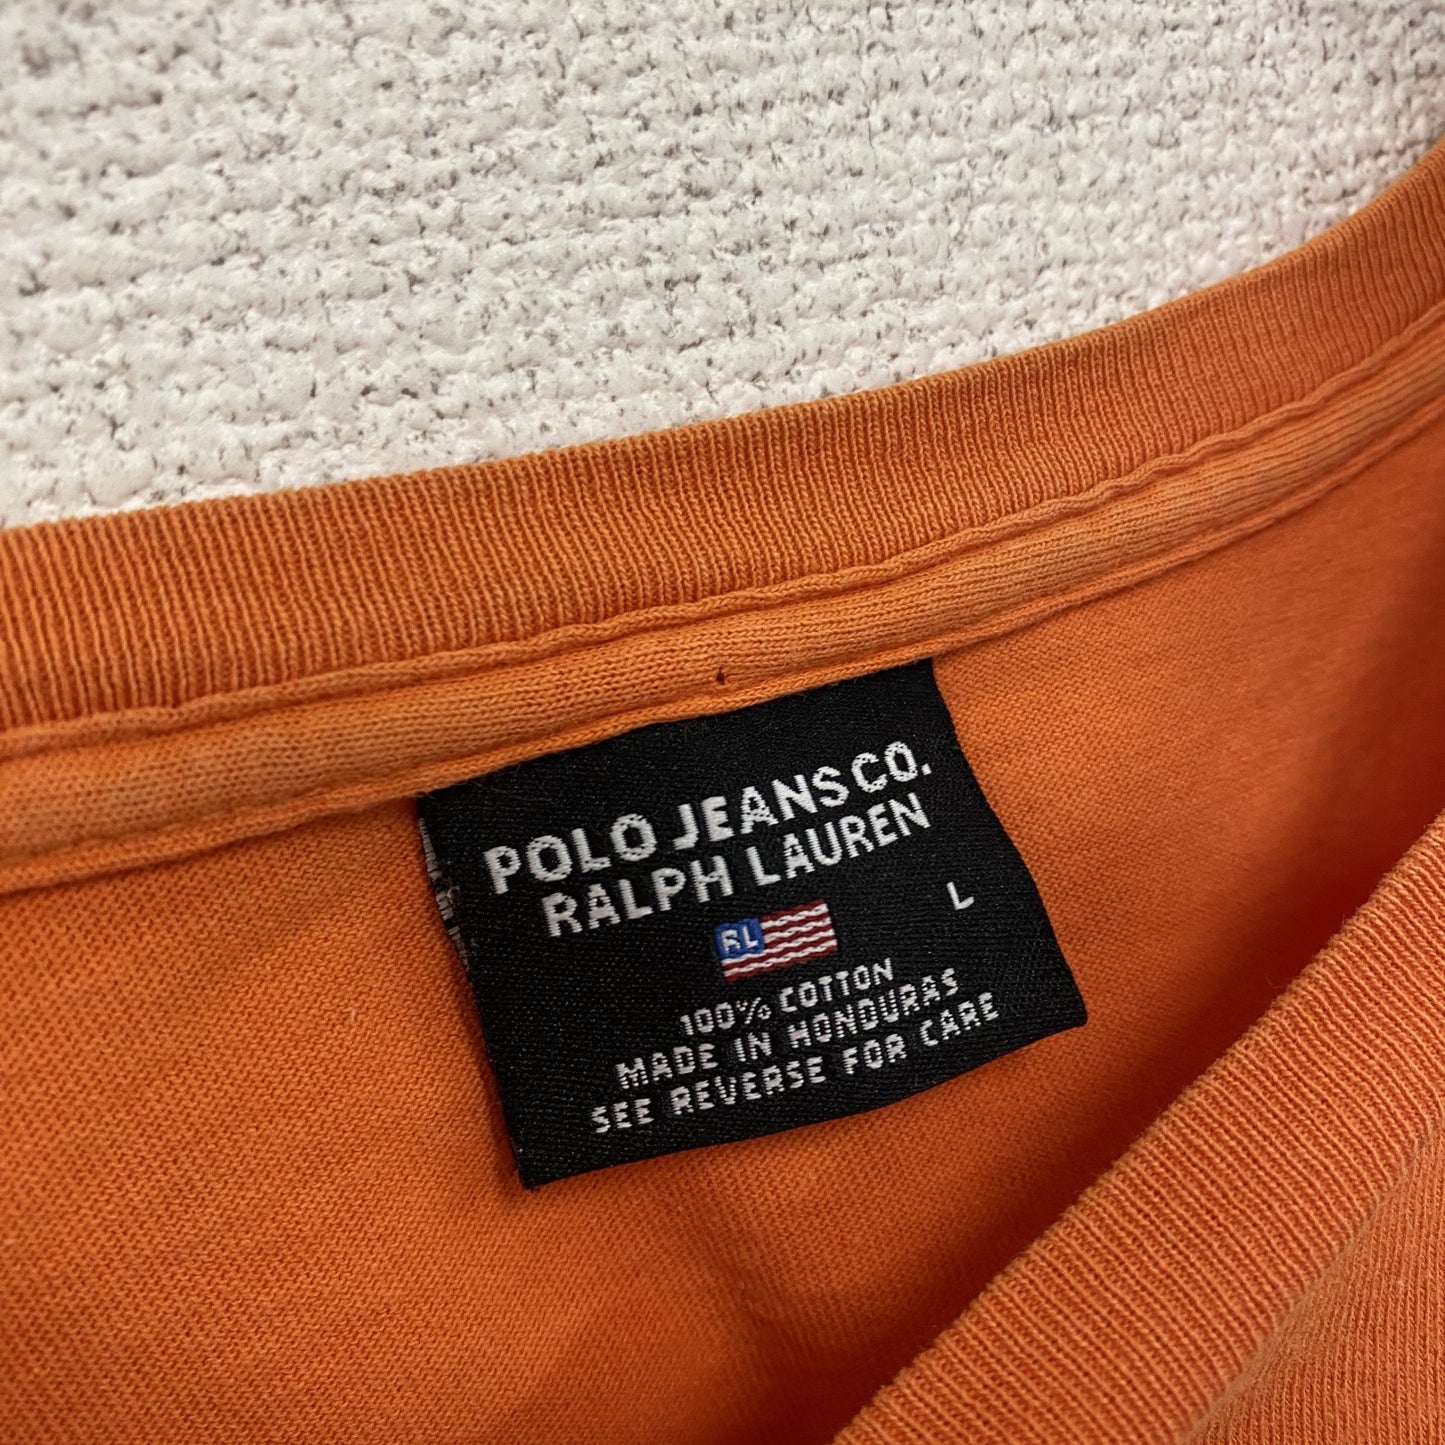 POLO JEANS CO.
RALPH LAUREN
L
RL
100% COTTON
MADE IN HONDURAS
SEE REVERSE FOR CARE